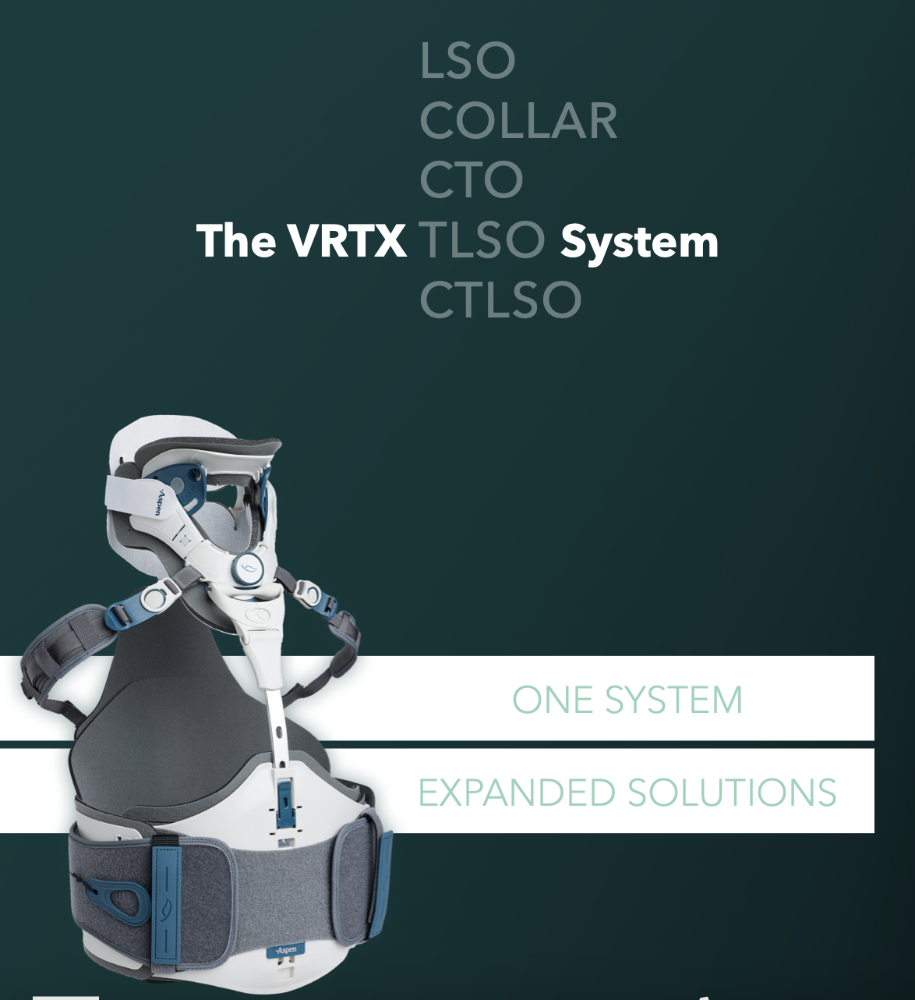 LSO
COLLAR
CTO
The VRTX TLSO System
CTLSO
Aspen
ONE SYSTEM
EXPANDED SOLUTIONS
Aspen